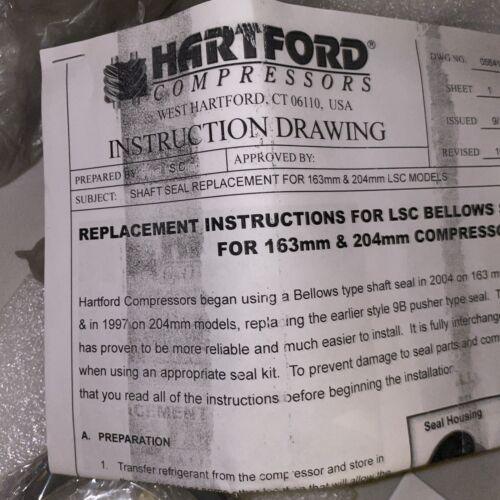 HARTFORD®
COMPRESSORS
WEST HARTFORD, CT 06110, USA
INSTRUCTION DRAWING
DWG NO.
SHEET 1
ISSUED 9/
REVISED 1
PREPARED BY: S C
APPROVED BY:
SUBJECT: SHAFT SEAL REPLACEMENT FOR 163mm & 204mm LSC MODELS
REPLACEMENT INSTRUCTIONS FOR LSC BELLOWS
FOR 163mm & 204mm COMPRESSO
Hartford Compressors began using a Bellows type shaft seal in 2004 on 163 m
& in 1997 on 204mm models, replacing the earlier style 9B pusher type seal. T
has proven to be more reliable and much easier to install. It is fully interchang
when using an appropriate seal kit. To prevent damage to seal parts and com
that you read all of the instructions before beginning the installation.
Seal Housing
A. PREPARATION
1. Transfer refrigerant from the compressor and store in
that will allow the